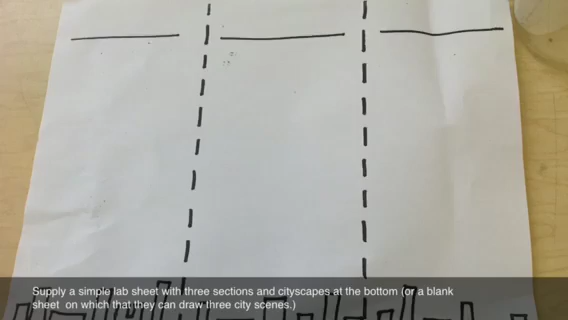 Supply a simple lab sheet with three sections and cityscapes at the bottom (or a blank
sheet  on which that they can draw three city scenes.)